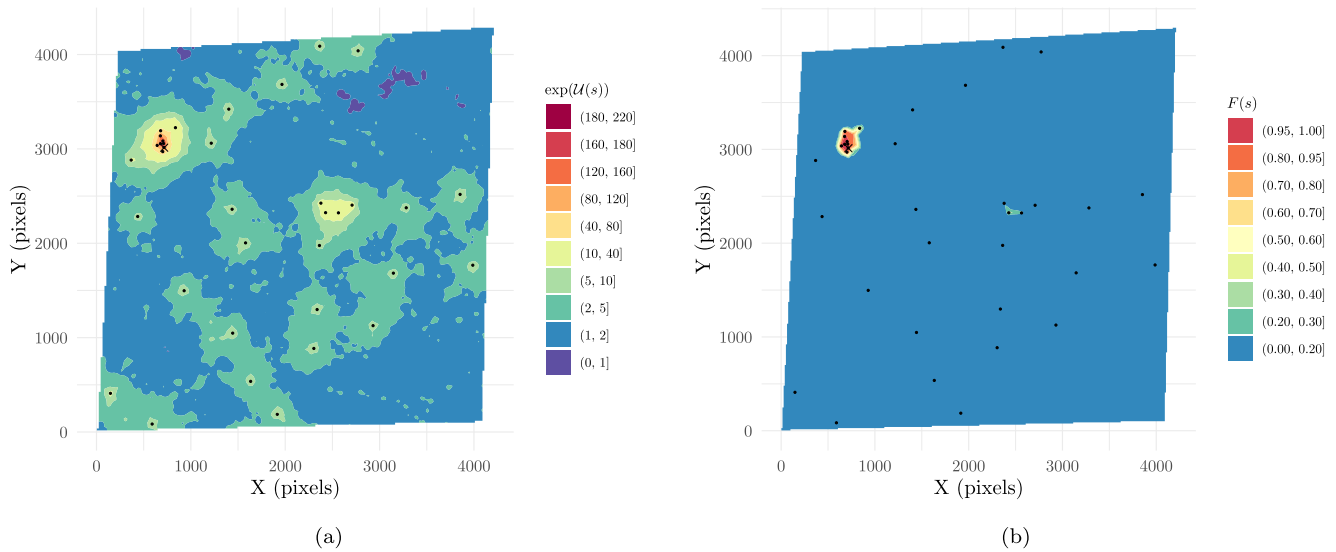 4000
3000
2000
1000
0
Y (pixels)
0 1000 2000 3000 4000
X (pixels)
exp(𝒰(s))
(180, 220]
(160, 180]
(120, 160]
(80, 120]
(40, 80]
(10, 40]
(5, 10]
(2, 5]
(1, 2]
(0, 1]
(a)
4000
3000
2000
1000
0
Y (pixels)
0 1000 2000 3000 4000
X (pixels)
F(s)
(0.95, 1.00]
(0.80, 0.95]
(0.70, 0.80]
(0.60, 0.70]
(0.50, 0.60]
(0.40, 0.50]
(0.30, 0.40]
(0.20, 0.30]
(0.00, 0.20]
(b)